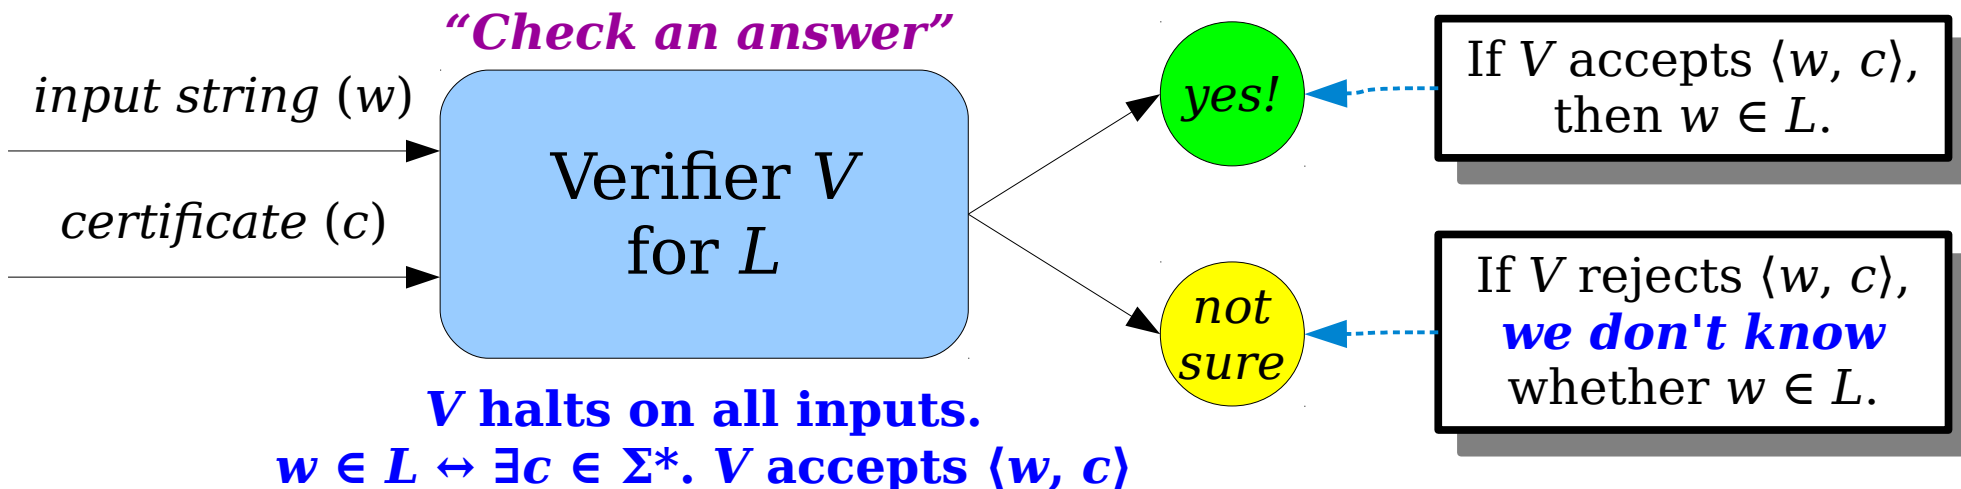 “Check an answer”
input string (w)
certificate (c)
Verifier V
for L
yes!
not
sure
If V accepts ⟨w, c⟩,
then w ∈ L.
If V rejects ⟨w, c⟩,
we don't know
whether w ∈ L.
V halts on all inputs.
w ∈ L ↔ ∃c ∈ Σ*. V accepts ⟨w, c⟩